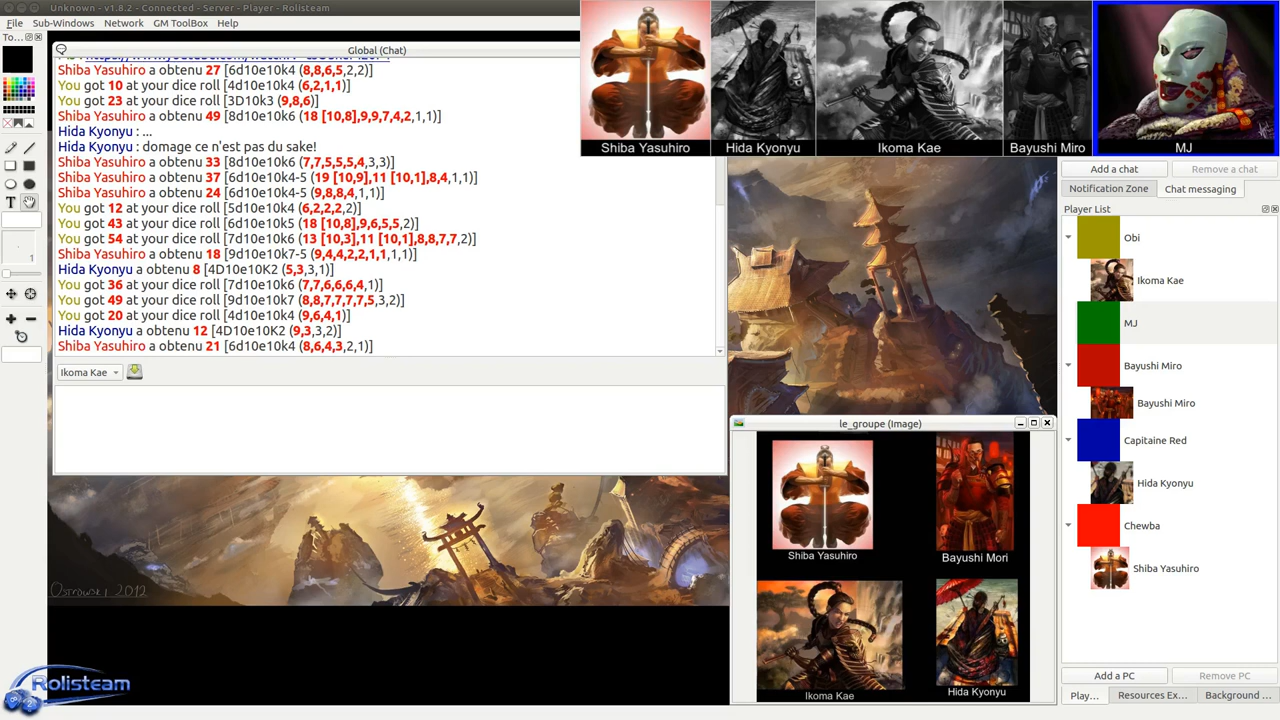 Unknown - v1.8.2 - Connected - Server - Player - Rolisteam
File Sub-Windows Network GM ToolBox Help
To...
Global (Chat)
Shiba Yasuhiro a obtenu 27 [6d10e10k4 (8,8,6,5,2,2)]
You got 10 at your dice roll [4d10e10k4 (6,2,1,1)]
You got 23 at your dice roll [3D10k3 (9,8,6)]
Shiba Yasuhiro a obtenu 49 [8d10e10k6 (18 [10,8],9,9,7,4,2,1,1)]
Hida Kyonyu : ...
Hida Kyonyu : domage ce n'est pas du sake!
Shiba Yasuhiro a obtenu 33 [8d10e10k6 (7,7,5,5,5,4,3,3)]
Shiba Yasuhiro a obtenu 37 [6d10e10k4-5 (19 [10,9],11 [10,1],8,4,1,1)]
Shiba Yasuhiro a obtenu 24 [6d10e10k4-5 (9,8,8,4,1,1)]
You got 12 at your dice roll [5d10e10k4 (6,2,2,2,2)]
You got 43 at your dice roll [6d10e10k5 (18 [10,8],9,6,5,5,2)]
You got 54 at your dice roll [7d10e10k6 (13 [10,3],11 [10,1],8,8,7,7,2)]
Shiba Yasuhiro a obtenu 18 [9d10e10k7-5 (9,4,4,2,2,1,1,1,1)]
Hida Kyonyu a obtenu 8 [4D10e10K2 (5,3,3,1)]
You got 36 at your dice roll [7d10e10k6 (7,7,6,6,6,4,1)]
You got 49 at your dice roll [9d10e10k7 (8,8,7,7,7,7,5,3,2)]
You got 20 at your dice roll [4d10e10k4 (9,6,4,1)]
Hida Kyonyu a obtenu 12 [4D10e10K2 (9,3,3,2)]
Shiba Yasuhiro a obtenu 21 [6d10e10k4 (8,6,4,3,2,1)]
Ikoma Kae
T
1
Shiba Yasuhiro
Hida Kyonyu
Ikoma Kae
Bayushi Miro
MJ
Add a chat
Remove a chat
Notification Zone
Chat messaging
Player List
Obi
Ikoma Kae
MJ
Bayushi Miro
Bayushi Miro
Capitaine Red
Hida Kyonyu
Chewba
Shiba Yasuhiro
Add a PC
Remove PC
Play...
Resources Ex...
Background ...
le_groupe (Image)
Shiba Yasuhiro
Bayushi Mori
Ikoma Kae
Hida Kyonyu
Ostrowski 2012
Rolisteam